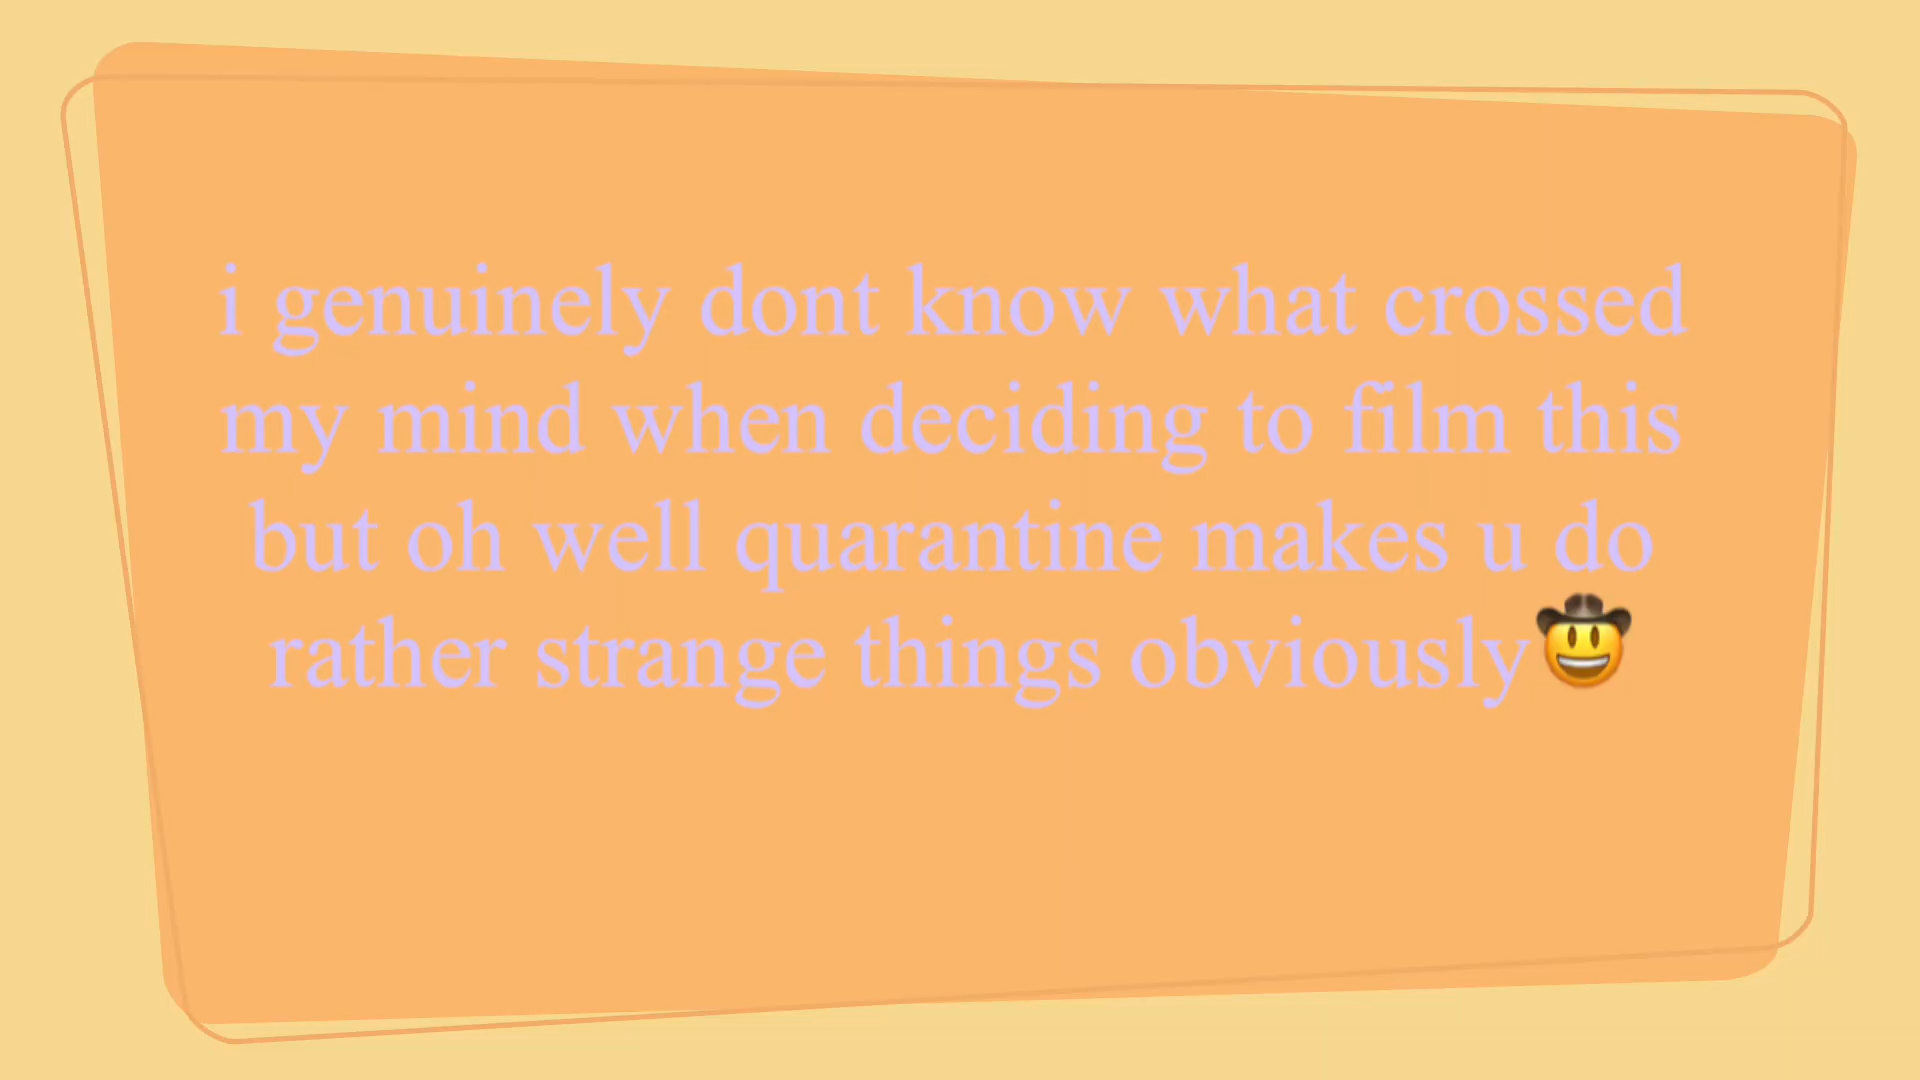 i genuinely dont know what crossed
my mind when deciding to film this
but oh well quarantine makes u do
rather strange things obviously🤠